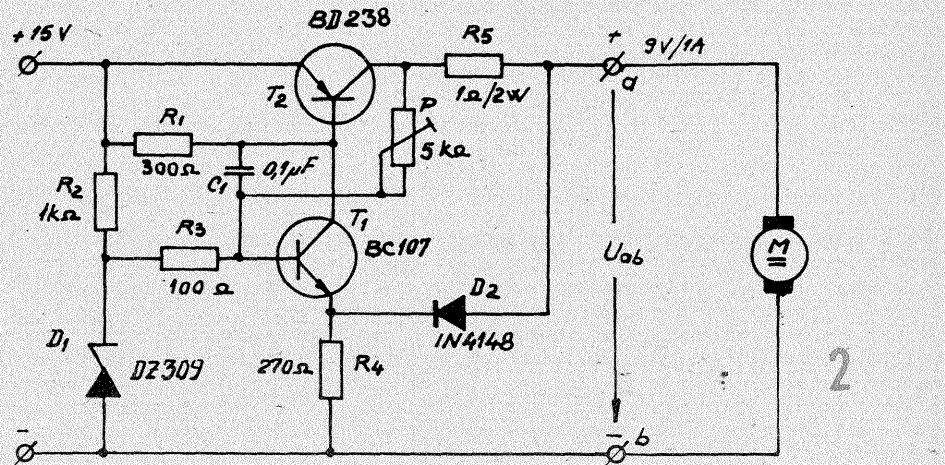 BD238
+15V
R5
+
9V/1A
T2
1Ω/2W
a
R1
P
300Ω
C1
0,1µF
5kΩ
R2
1kΩ
R3
T1
BC107
M
100Ω
Uab
D2
D1
DZ309
1N4148
270Ω
R4
2
-
-
b